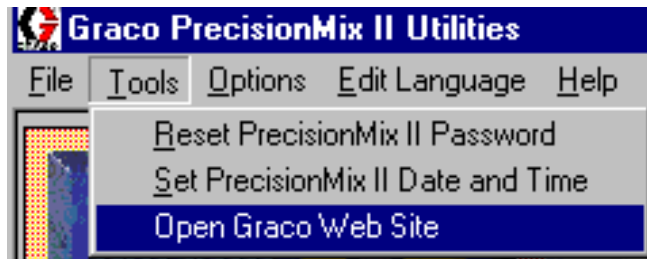 Graco PrecisionMix II Utilities
File Tools Options Edit Language Help
Reset PrecisionMix II Password
Set PrecisionMix II Date and Time
Open Graco Web Site